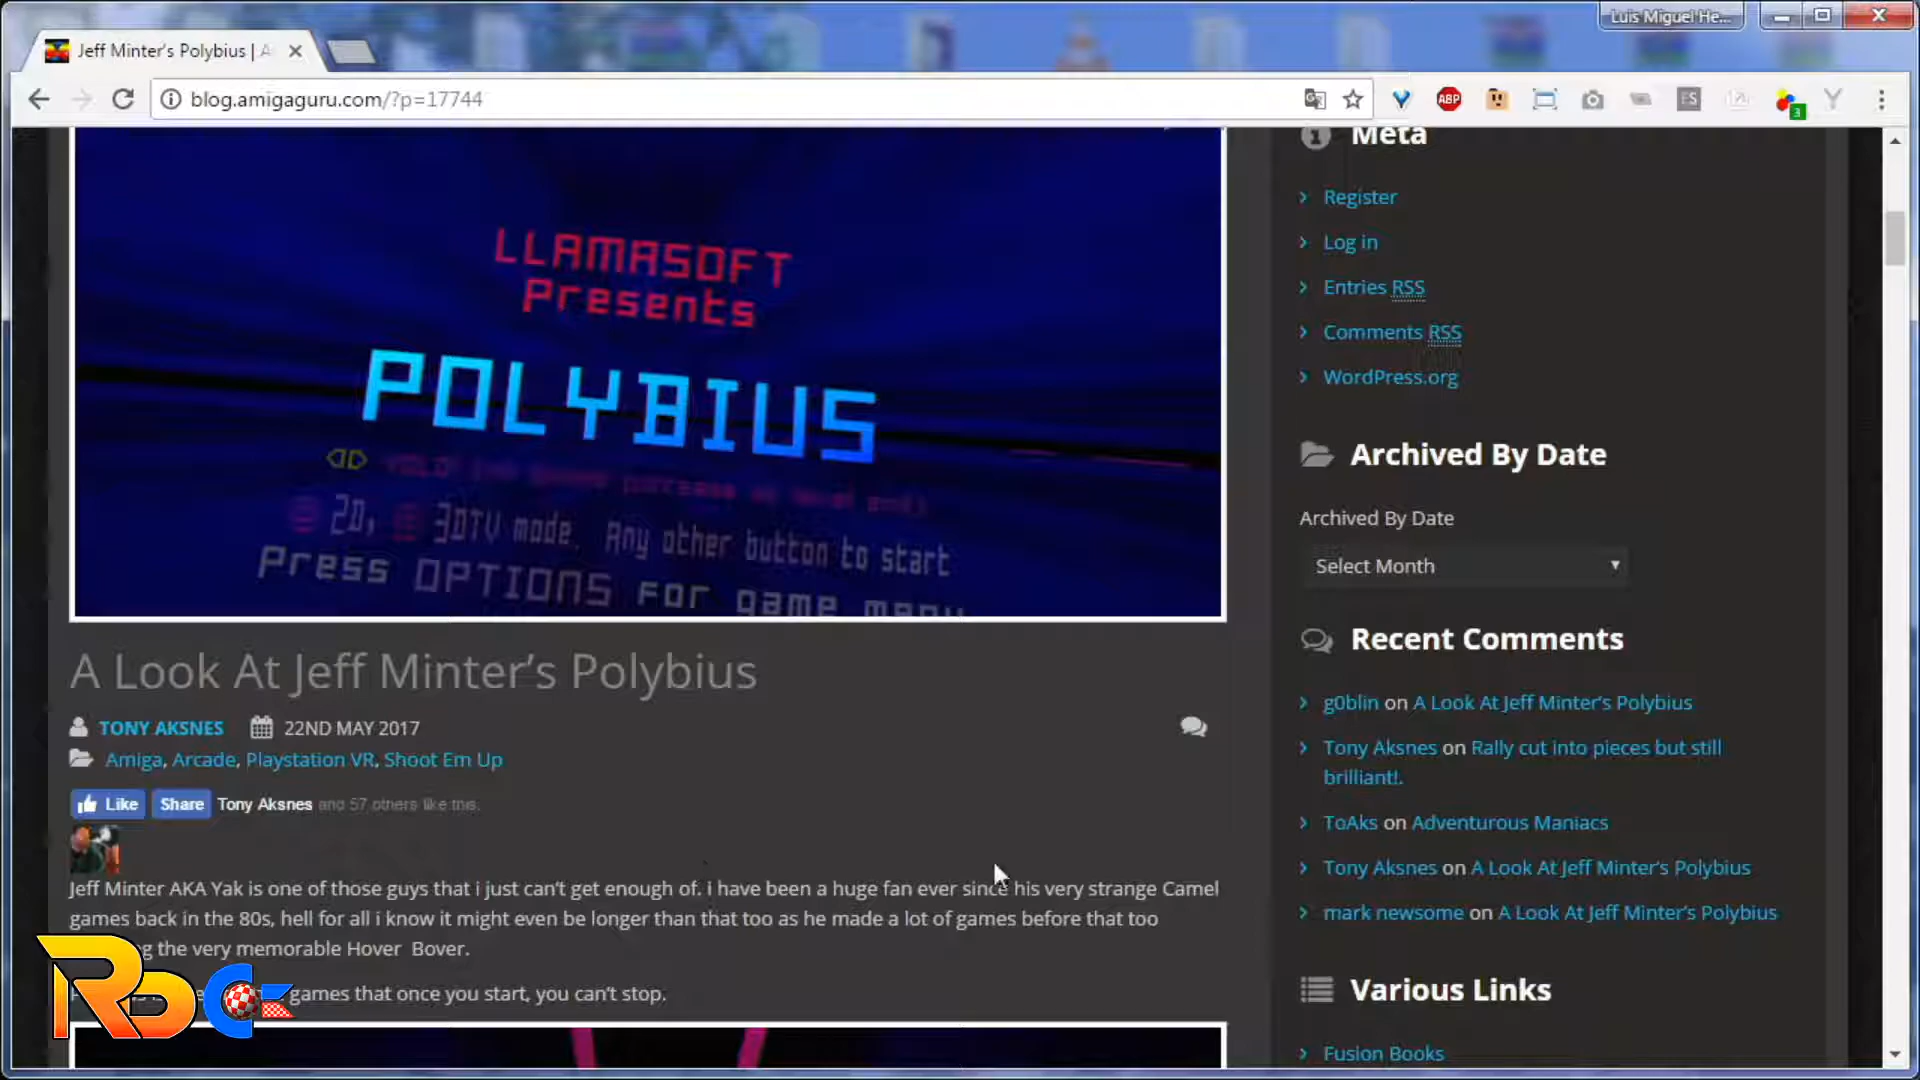 Luis Miguel He...
Jeff Minter's Polybius | A
blog.amigaguru.com/?p=17744
ABP
ES
3
LLAMASOFT
Presents
POLYBIUS
2D, 3DTV mode. Any other button to start
Press OPTIONS for game menu
A Look At Jeff Minter's Polybius
TONY AKSNES 22ND MAY 2017
Amiga, Arcade, Playstation VR, Shoot Em Up
Like Share Tony Aksnes and 57 others like this.
Jeff Minter AKA Yak is one of those guys that i just can't get enough of. i have been a huge fan ever since his very strange Camel
games back in the 80s, hell for all i know it might even be longer than that too as he made a lot of games before that too
the very memorable Hover Bover.
games that once you start, you can't stop.
RDC
Meta
Register
Log in
Entries RSS
Comments RSS
WordPress.org
Archived By Date
Archived By Date
Select Month
Recent Comments
g0blin on A Look At Jeff Minter's Polybius
Tony Aksnes on Rally cut into pieces but still
brilliant!.
ToAks on Adventurous Maniacs
Tony Aksnes on A Look At Jeff Minter's Polybius
mark newsome on A Look At Jeff Minter's Polybius
Various Links
Fusion Books